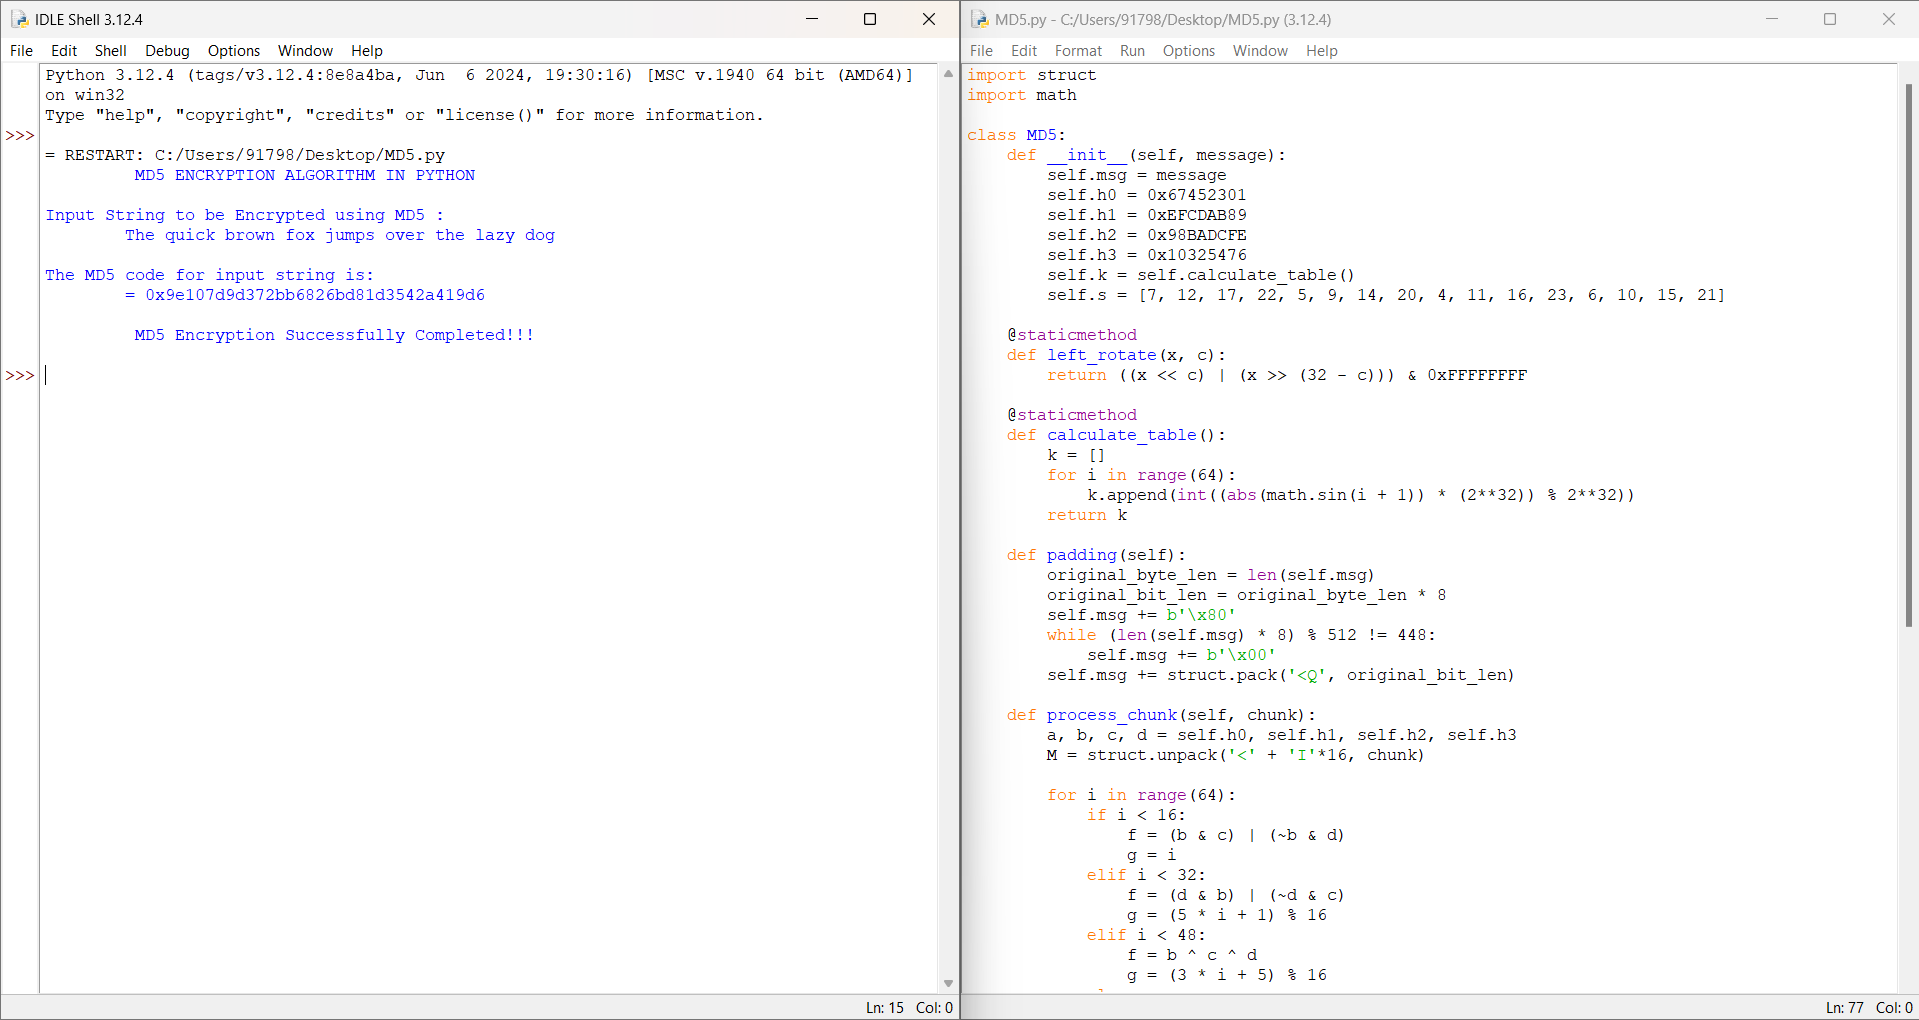 IDLE Shell 3.12.4
File Edit Shell Debug Options Window Help
Python 3.12.4 (tags/v3.12.4:8e8a4ba, Jun  6 2024, 19:30:16) [MSC v.1940 64 bit (AMD64)]
on win32
Type "help", "copyright", "credits" or "license()" for more information.
>>>
= RESTART: C:/Users/91798/Desktop/MD5.py
         MD5 ENCRYPTION ALGORITHM IN PYTHON
Input String to be Encrypted using MD5 :
        The quick brown fox jumps over the lazy dog
The MD5 code for input string is:
        = 0x9e107d9d372bb6826bd81d3542a419d6
         MD5 Encryption Successfully Completed!!!
>>>
Ln: 15 Col: 0
MD5.py - C:/Users/91798/Desktop/MD5.py (3.12.4)
File Edit Format Run Options Window Help
import struct
import math
class MD5:
    def __init__(self, message):
        self.msg = message
        self.h0 = 0x67452301
        self.h1 = 0xEFCDAB89
        self.h2 = 0x98BADCFE
        self.h3 = 0x10325476
        self.k = self.calculate_table()
        self.s = [7, 12, 17, 22, 5, 9, 14, 20, 4, 11, 16, 23, 6, 10, 15, 21]
    @staticmethod
    def left_rotate(x, c):
        return ((x << c) | (x >> (32 - c))) & 0xFFFFFFFF
    @staticmethod
    def calculate_table():
        k = []
        for i in range(64):
            k.append(int((abs(math.sin(i + 1)) * (2**32)) % 2**32))
        return k
    def padding(self):
        original_byte_len = len(self.msg)
        original_bit_len = original_byte_len * 8
        self.msg += b'\x80'
        while (len(self.msg) * 8) % 512 != 448:
            self.msg += b'\x00'
        self.msg += struct.pack('<Q', original_bit_len)
    def process_chunk(self, chunk):
        a, b, c, d = self.h0, self.h1, self.h2, self.h3
        M = struct.unpack('<' + 'I'*16, chunk)
        for i in range(64):
            if i < 16:
                f = (b & c) | (~b & d)
                g = i
            elif i < 32:
                f = (d & b) | (~d & c)
                g = (5 * i + 1) % 16
            elif i < 48:
                f = b ^ c ^ d
                g = (3 * i + 5) % 16
Ln: 77 Col: 0